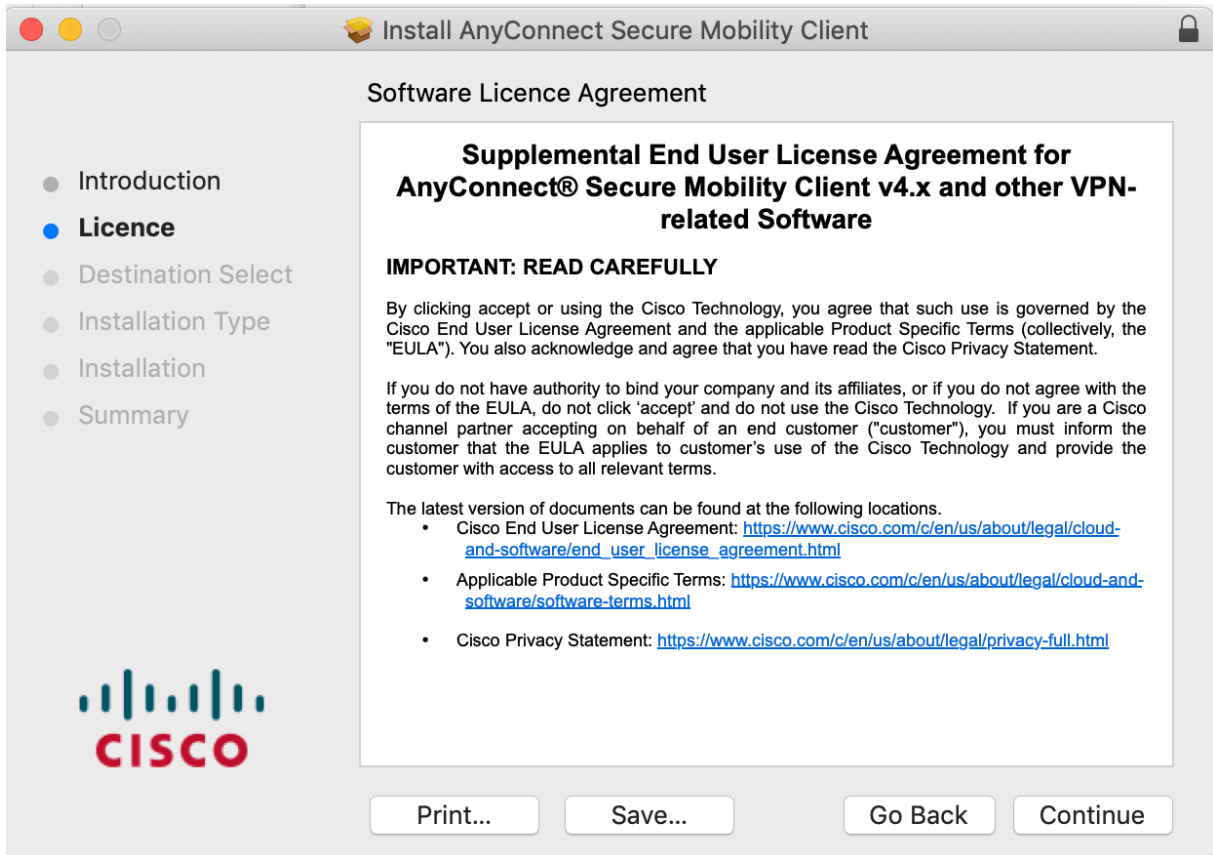 Install AnyConnect Secure Mobility Client
Software Licence Agreement
Introduction
Licence
Destination Select
Installation Type
Installation
Summary
Supplemental End User License Agreement for
AnyConnect® Secure Mobility Client v4.x and other VPN-
related Software
IMPORTANT: READ CAREFULLY
By clicking accept or using the Cisco Technology, you agree that such use is governed by the
Cisco End User License Agreement and the applicable Product Specific Terms (collectively, the
"EULA"). You also acknowledge and agree that you have read the Cisco Privacy Statement.
If you do not have authority to bind your company and its affiliates, or if you do not agree with the
terms of the EULA, do not click ‘accept’ and do not use the Cisco Technology.  If you are a Cisco
channel partner accepting on behalf of an end customer ("customer"), you must inform the
customer that the EULA applies to customer’s use of the Cisco Technology and provide the
customer with access to all relevant terms.
The latest version of documents can be found at the following locations.
• Cisco End User License Agreement: https://www.cisco.com/c/en/us/about/legal/cloud-
and-software/end_user_license_agreement.html
• Applicable Product Specific Terms: https://www.cisco.com/c/en/us/about/legal/cloud-and-
software/software-terms.html
• Cisco Privacy Statement: https://www.cisco.com/c/en/us/about/legal/privacy-full.html
CISCO
Print...
Save...
Go Back
Continue